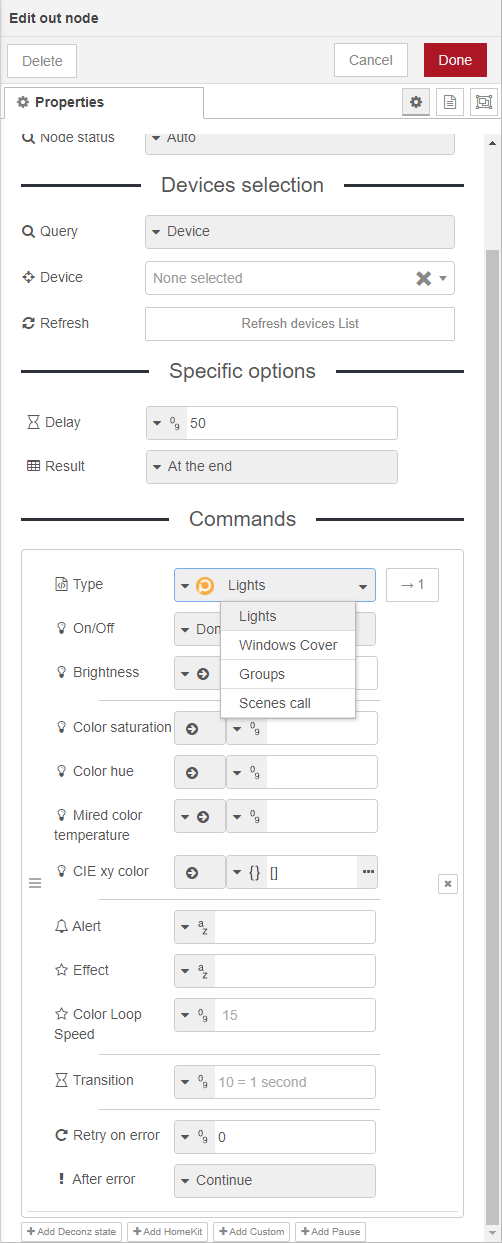 Edit out node
Delete
Cancel
Done
Properties
Node status
Auto
Devices selection
Query
Device
Device
None selected
Refresh
Refresh devices List
Specific options
Delay
50
Result
At the end
Commands
Type
Lights
1
Lights
Windows Cover
Groups
Scenes call
On/Off
Don
Brightness
Color saturation
Color hue
Mired color
temperature
CIE xy color
{} []
Alert
Effect
Color Loop
Speed
15
Transition
10 = 1 second
Retry on error
0
After error
Continue
Add Deconz state
Add HomeKit
Add Custom
Add Pause